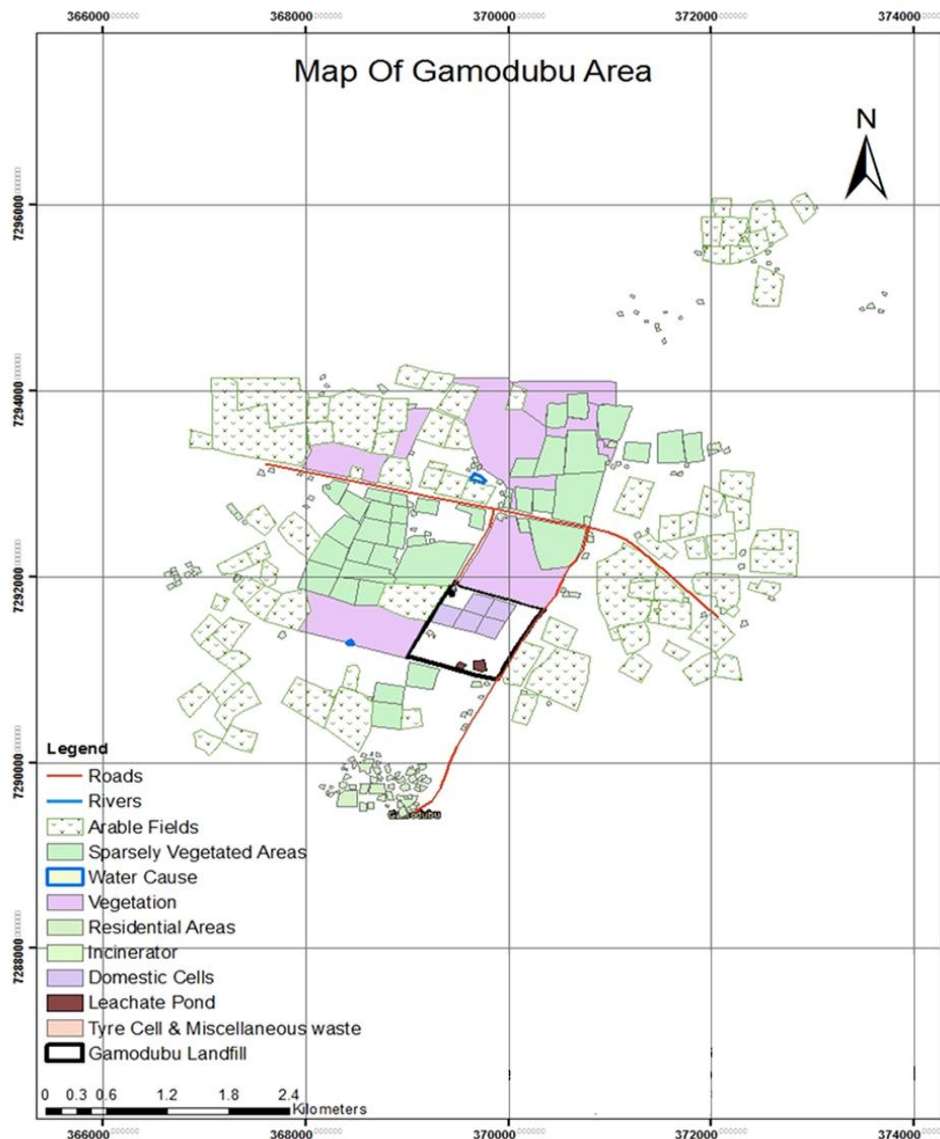 366000 368000 370000 372000 374000
Map Of Gamodubu Area
N
7296000
7294000
7292000
7290000
7288000
Gamodubu
Legend
Roads
Rivers
Arable Fields
Sparsely Vegetated Areas
Water Cause
Vegetation
Residential Areas
Incinerator
Domestic Cells
Leachate Pond
Tyre Cell & Miscellaneous waste
Gamodubu Landfill
0 0.3 0.6 1.2 1.8 2.4
Kilometers
366000 368000 370000 372000 374000